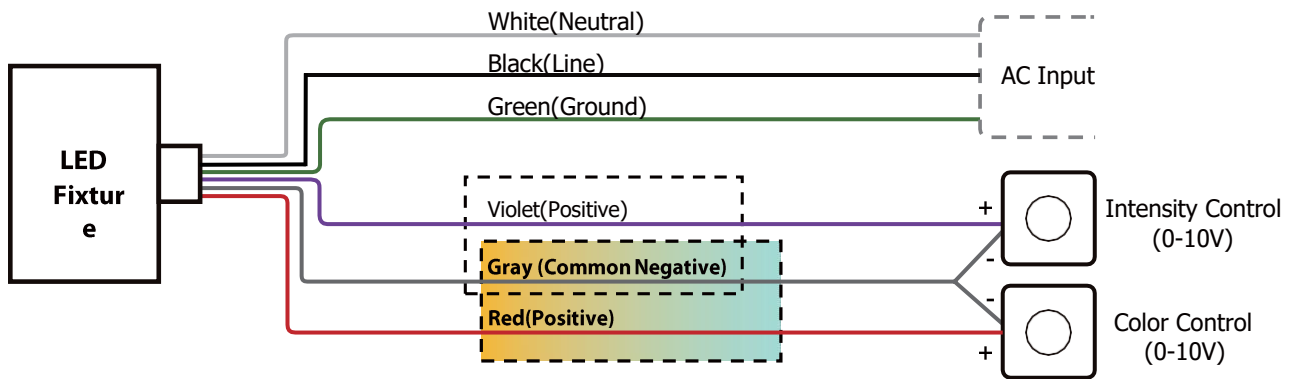 White(Neutral)
Black(Line)
Green(Ground)
AC Input
LED
Fixtur
e
Violet(Positive)
Gray (Common Negative)
Red(Positive)
+
-
Intensity Control
(0-10V)
-
+
Color Control
(0-10V)